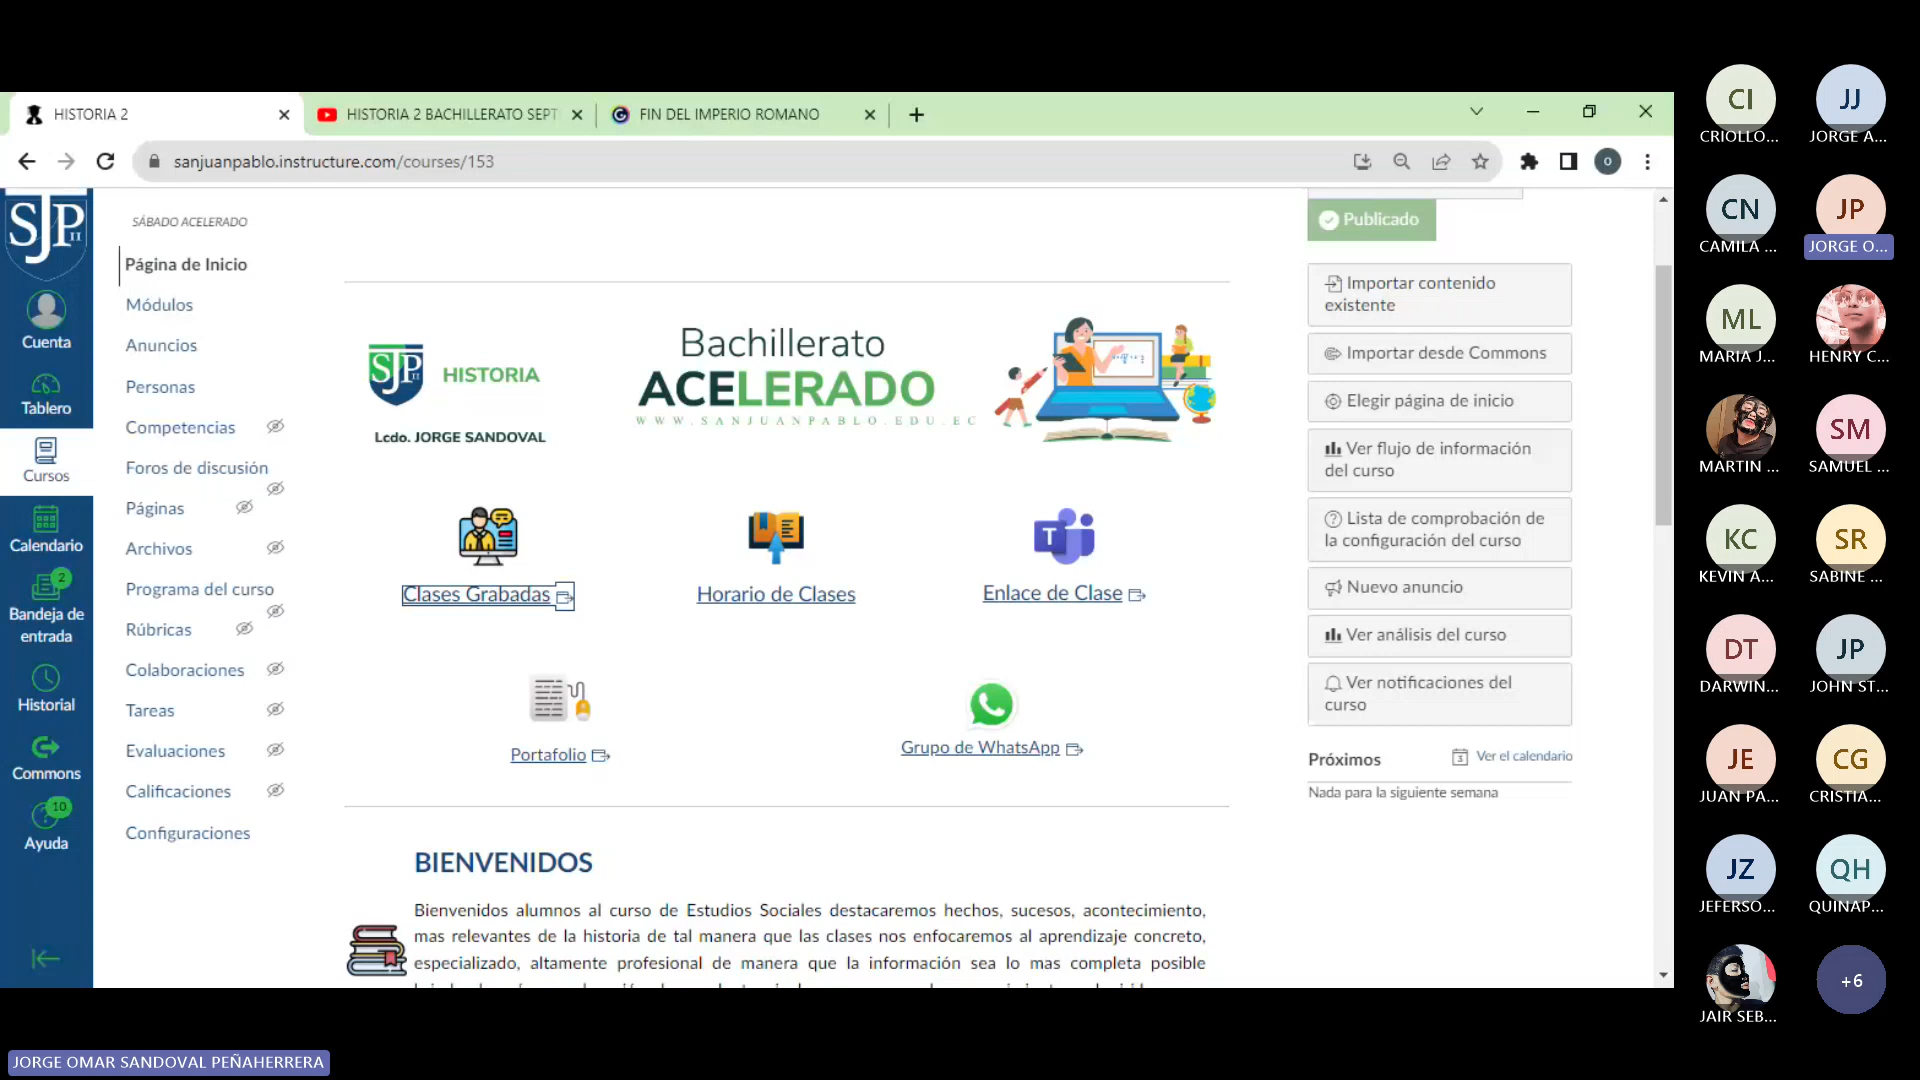 HISTORIA 2
HISTORIA 2 BACHILLERATO SEPT
FIN DEL IMPERIO ROMANO
sanjuanpablo.instructure.com/courses/153
O
SJP II
Cuenta
Tablero
Cursos
Calendario
2
Bandeja de
entrada
Historial
Commons
10
Ayuda
SÁBADO ACELERADO
Página de Inicio
Módulos
Anuncios
Personas
Competencias
Foros de discusión
Páginas
Archivos
Programa del curso
Rúbricas
Colaboraciones
Tareas
Evaluaciones
Calificaciones
Configuraciones
SJP II
HISTORIA
Lcdo. JORGE SANDOVAL
Bachillerato
ACELERADO
WWW.SANJUANPABLO.EDU.EC
T
Clases Grabadas
Horario de Clases
Enlace de Clase
Portafolio
Grupo de WhatsApp
BIENVENIDOS
Bienvenidos alumnos al curso de Estudios Sociales destacaremos hechos, sucesos, acontecimiento,
mas relevantes de la historia de tal manera que las clases nos enfocaremos al aprendizaje concreto,
especializado, altamente profesional de manera que la información sea lo mas completa posible
Publicado
Importar contenido
existente
Importar desde Commons
Elegir página de inicio
Ver flujo de información
del curso
Lista de comprobación de
la configuración del curso
Nuevo anuncio
Ver análisis del curso
Ver notificaciones del
curso
Próximos
3
Ver el calendario
Nada para la siguiente semana
CI
CRIOLLO...
JJ
JORGE A...
CN
CAMILA ...
JP
JORGE O...
ML
MARIA J...
HENRY C...
MARTIN ...
SM
SAMUEL ...
KC
KEVIN A...
SR
SABINE ...
DT
DARWIN...
JP
JOHN ST...
JE
JUAN PA...
CG
CRISTIA...
JZ
JEFERSO...
QH
QUINAP...
JAIR SEB...
+6
JORGE OMAR SANDOVAL PEÑAHERRERA